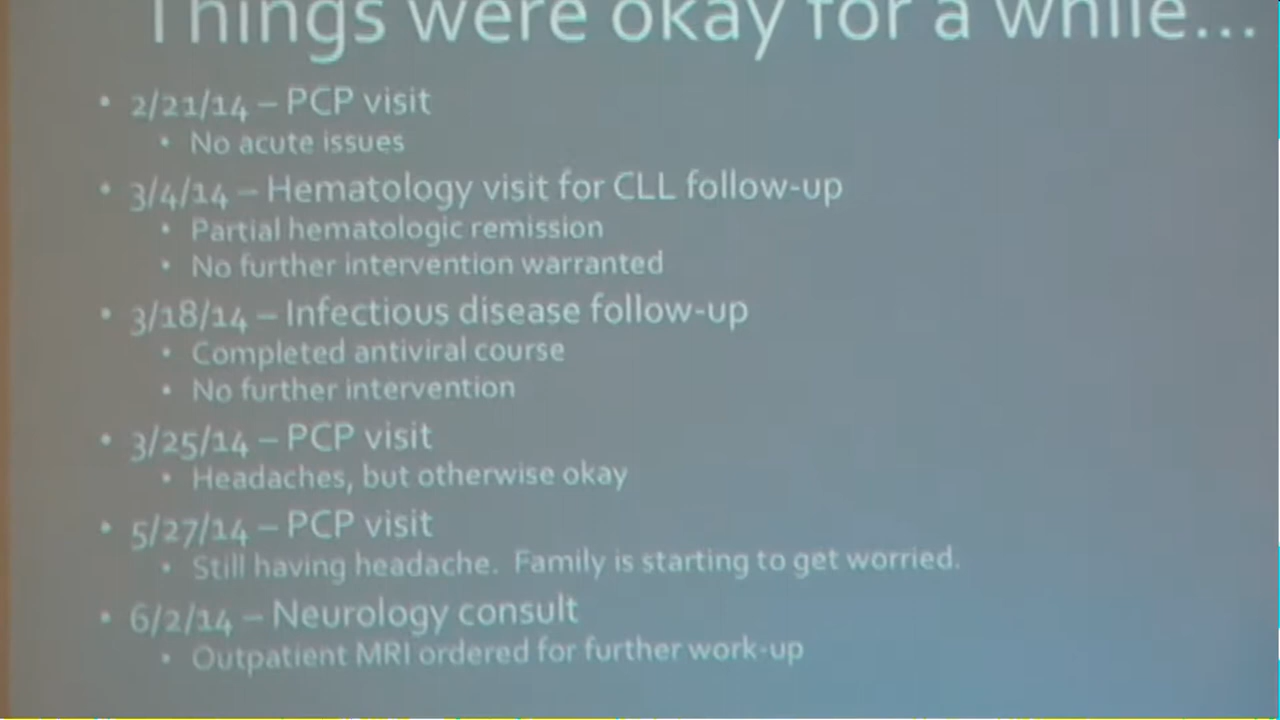 Things were okay for a while...
• 2/21/14 – PCP visit
• No acute issues
• 3/4/14 – Hematology visit for CLL follow-up
• Partial hematologic remission
• No further intervention warranted
• 3/18/14 – Infectious disease follow-up
• Completed antiviral course
• No further intervention
• 3/25/14 – PCP visit
• Headaches, but otherwise okay
• 5/27/14 – PCP visit
• Still having headache. Family is starting to get worried.
• 6/2/14 – Neurology consult
• Outpatient MRI ordered for further work-up